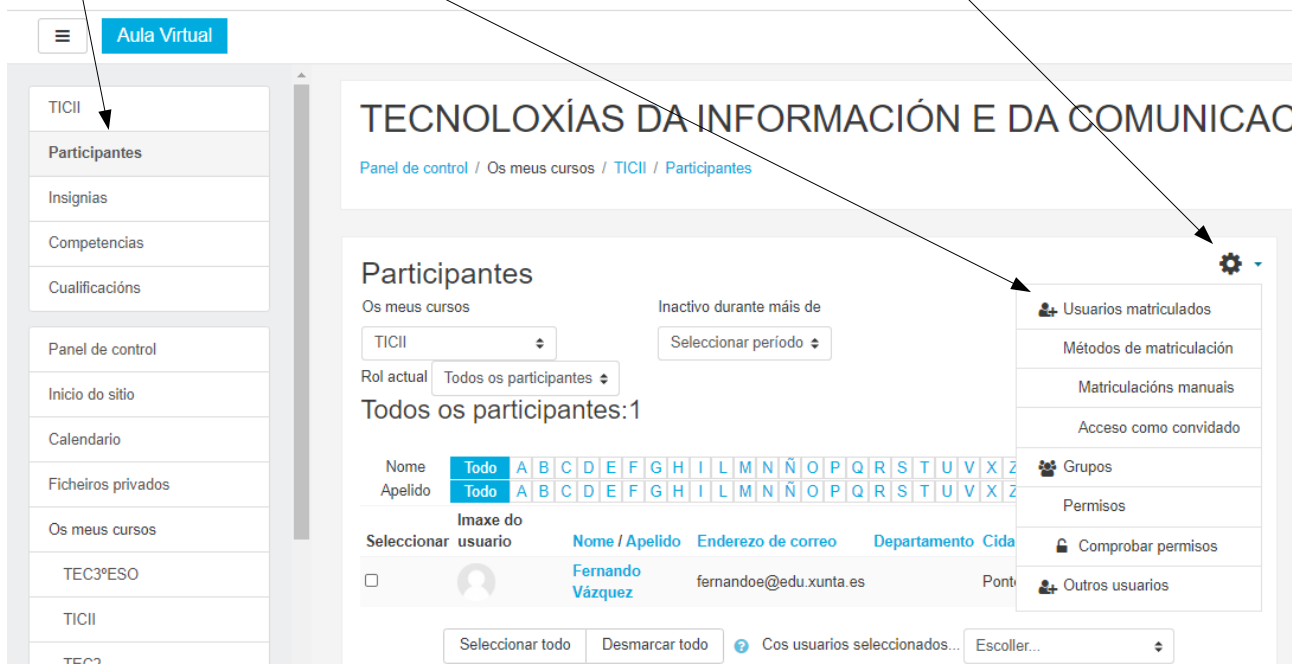 Aula Virtual
TICII
Participantes
Insignias
Competencias
Cualificacións
Panel de control
Inicio do sitio
Calendario
Ficheiros privados
Os meus cursos
TEC3ºESO
TICII
TECNOLOXÍAS DA INFORMACIÓN E DA COMUNICAC
Panel de control / Os meus cursos / TICII / Participantes
Participantes
Os meus cursos Inactivo durante máis de
TICII Seleccionar período
Rol actual Todos os participantes
Todos os participantes:1
Nome Todo A B C D E F G H I L M N Ñ O P Q R S T U V X Z
Apelido Todo A B C D E F G H I L M N Ñ O P Q R S T U V X Z
Seleccionar Imaxe do usuario Nome / Apelido Enderezo de correo Departamento Cida
Fernando Vázquez fernandoe@edu.xunta.es Ponte
Seleccionar todo Desmarcar todo Cos usuarios seleccionados... Escoller...
Usuarios matriculados
Métodos de matriculación
Matriculacións manuais
Acceso como convidado
Grupos
Permisos
Comprobar permisos
Outros usuarios